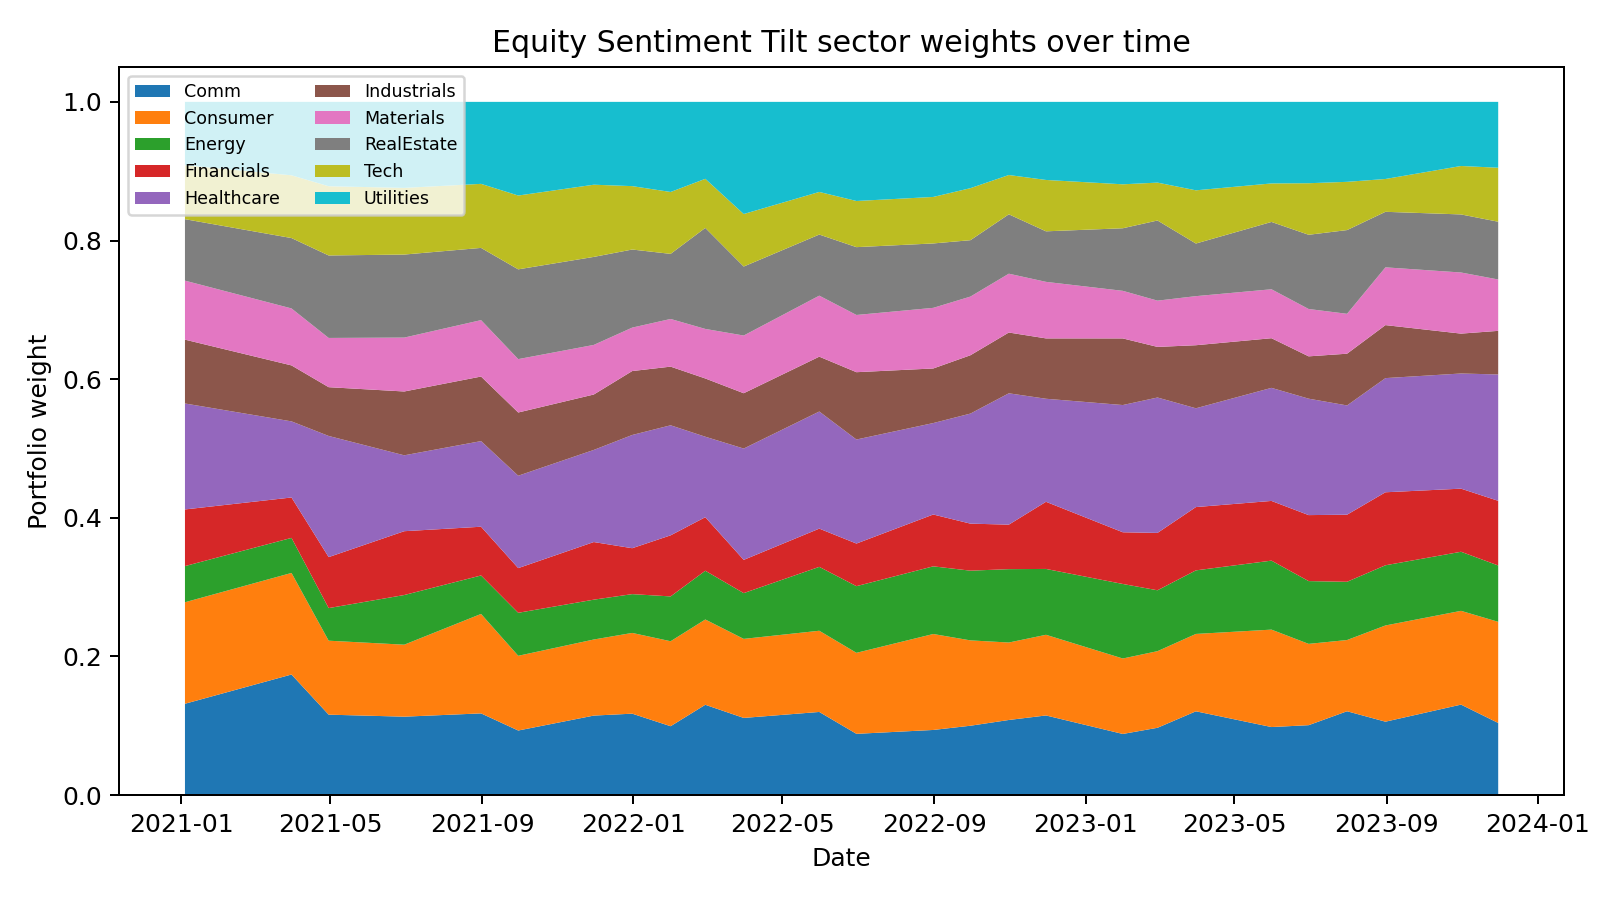 Equity Sentiment Tilt sector weights over time
Comm
Consumer
Energy
Financials
Healthcare
Industrials
Materials
RealEstate
Tech
Utilities
Portfolio weight
1.0
0.8
0.6
0.4
0.2
0.0
2021-01 2021-05 2021-09 2022-01 2022-05 2022-09 2023-01 2023-05 2023-09 2024-01
Date